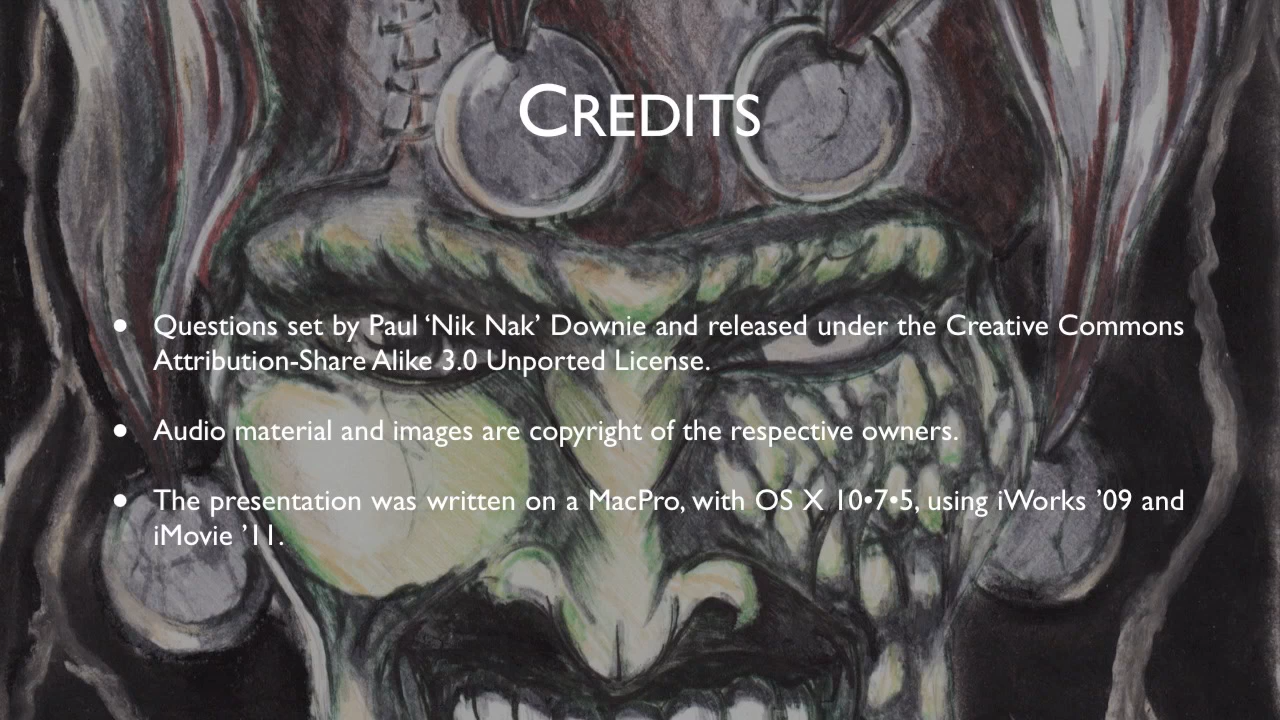 CREDITS
• Questions set by Paul ‘Nik Nak’ Downie and released under the Creative Commons
Attribution-Share Alike 3.0 Unported License.
• Audio material and images are copyright of the respective owners.
• The presentation was written on a MacPro, with OS X 10•7•5, using iWorks ’09 and
iMovie ’11.